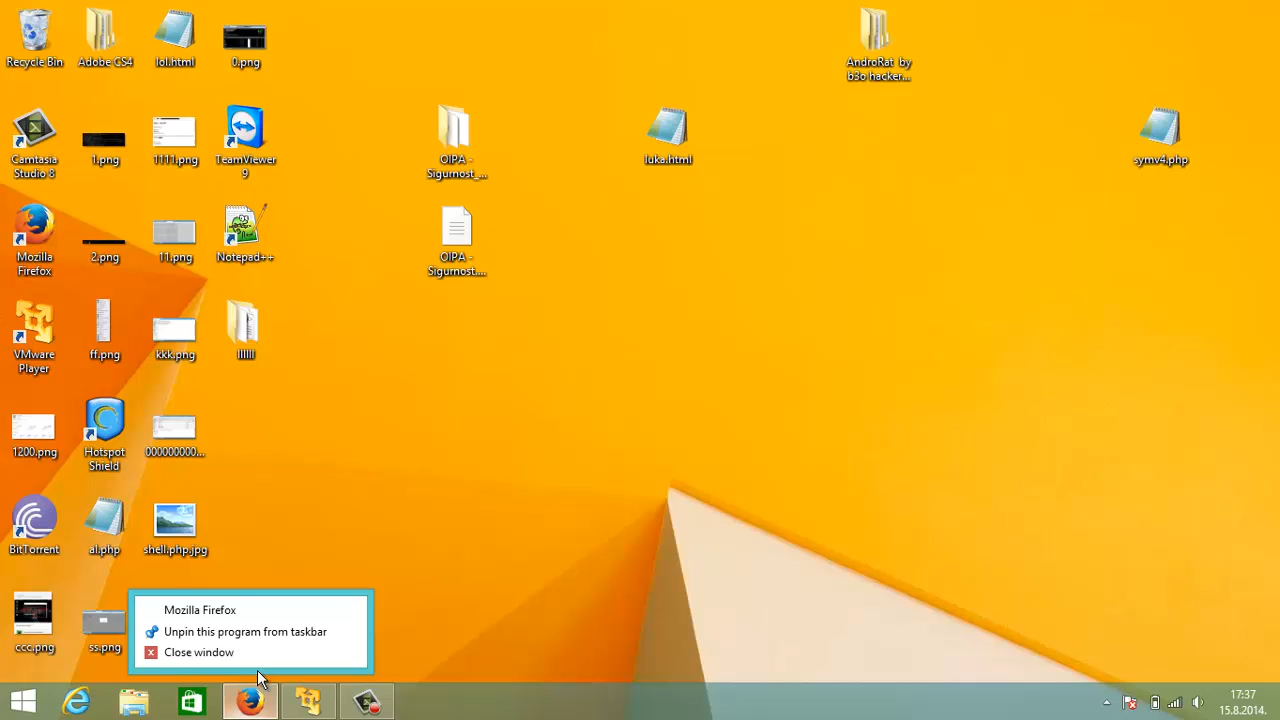 Recycle Bin
Adobe CS4
lol.html
0.png
AndroRat by
b3o hacker...
Camtasia
Studio 8
1.png
1111.png
TeamViewer
9
OIPA -
Sigurnost_...
luka.html
symv4.php
Mozilla
Firefox
2.png
11.png
Notepad++
OIPA -
Sigurnost....
VMware
Player
ff.png
kkk.png
llllll
1200.png
Hotspot
Shield
000000000...
BitTorrent
al.php
shell.php.jpg
ccc.png
ss.png
Mozilla Firefox
Unpin this program from taskbar
Close window
17:37
15.8.2014.